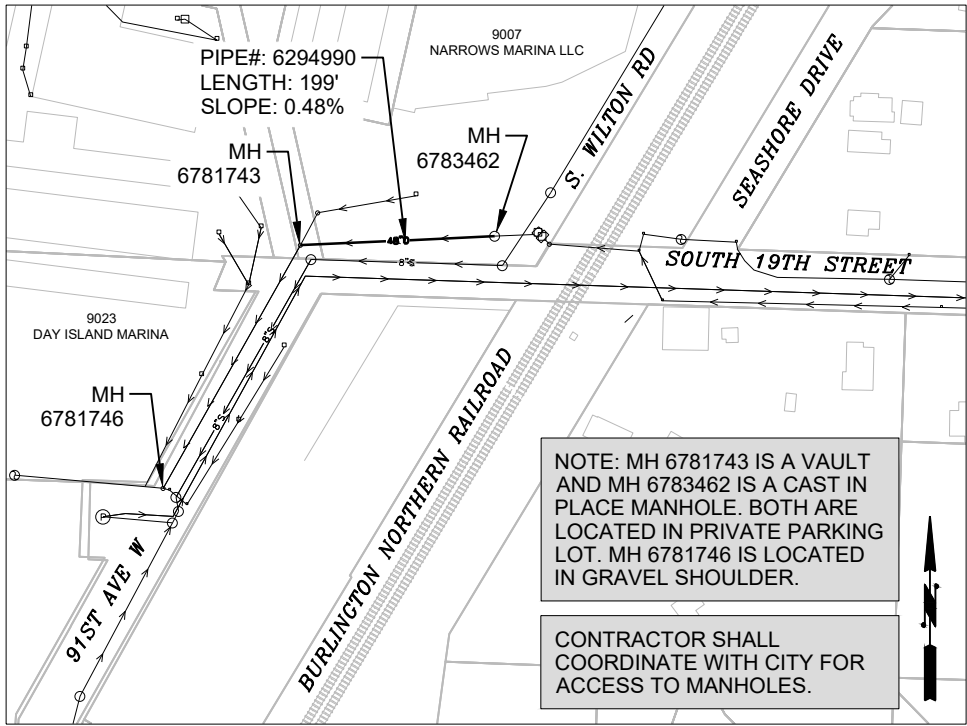 9007
NARROWS MARINA LLC
PIPE#: 6294990
LENGTH: 199'
SLOPE: 0.48%
MH
6783462
MH
6781743
S. WILTON RD
SEASHORE DRIVE
8"S
SOUTH 19TH STREET
9023
DAY ISLAND MARINA
8"S
8"S
MH
6781746
BURLINGTON NORTHERN RAILROAD
91ST AVE W
NOTE: MH 6781743 IS A VAULT
AND MH 6783462 IS A CAST IN
PLACE MANHOLE. BOTH ARE
LOCATED IN PRIVATE PARKING
LOT. MH 6781746 IS LOCATED
IN GRAVEL SHOULDER.
CONTRACTOR SHALL
COORDINATE WITH CITY FOR
ACCESS TO MANHOLES.
N
P